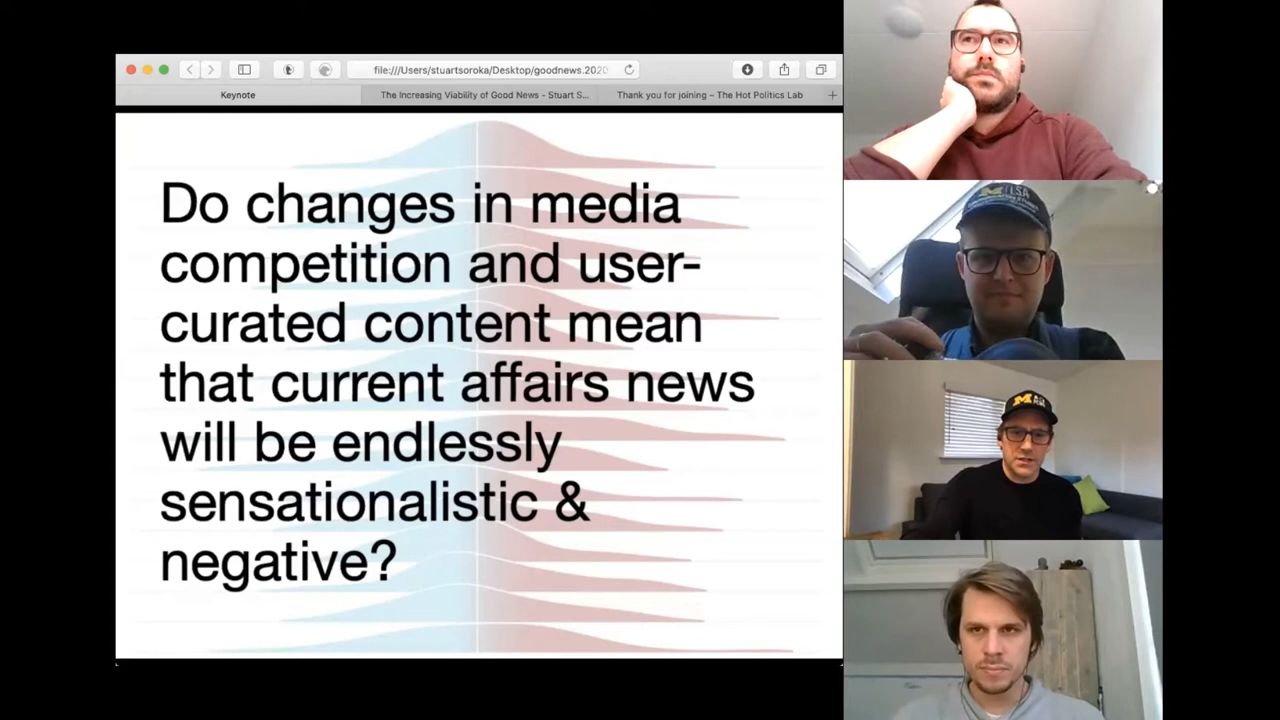 file:///Users/stuartsoroka/Desktop/goodnews.2020
Keynote
The Increasing Viability of Good News - Stuart S...
Thank you for joining – The Hot Politics Lab
Do changes in media
competition and user-
curated content mean
that current affairs news
will be endlessly
sensationalistic &
negative?
M LSA
M